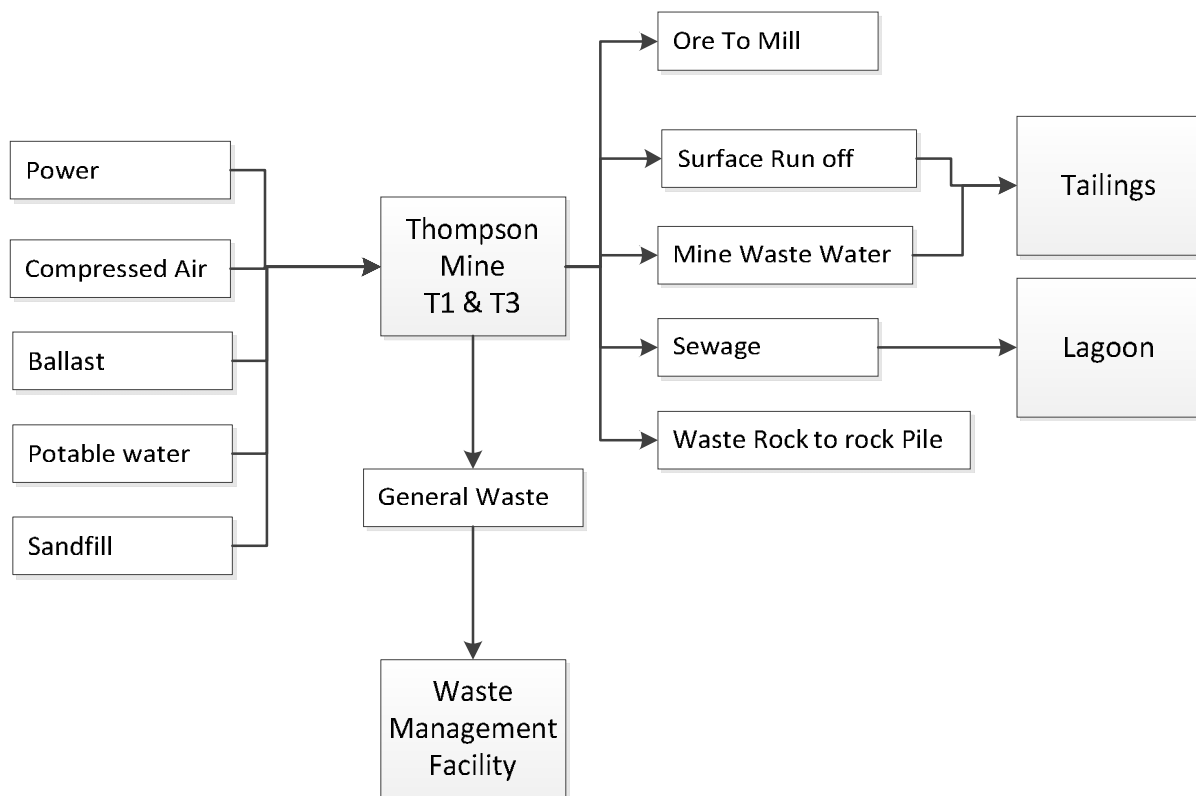 Power
Compressed Air
Ballast
Potable water
Sandfill
Thompson
Mine
T1 & T3
General Waste
Waste
Management
Facility
Ore To Mill
Surface Run off
Mine Waste Water
Sewage
Waste Rock to rock Pile
Tailings
Lagoon